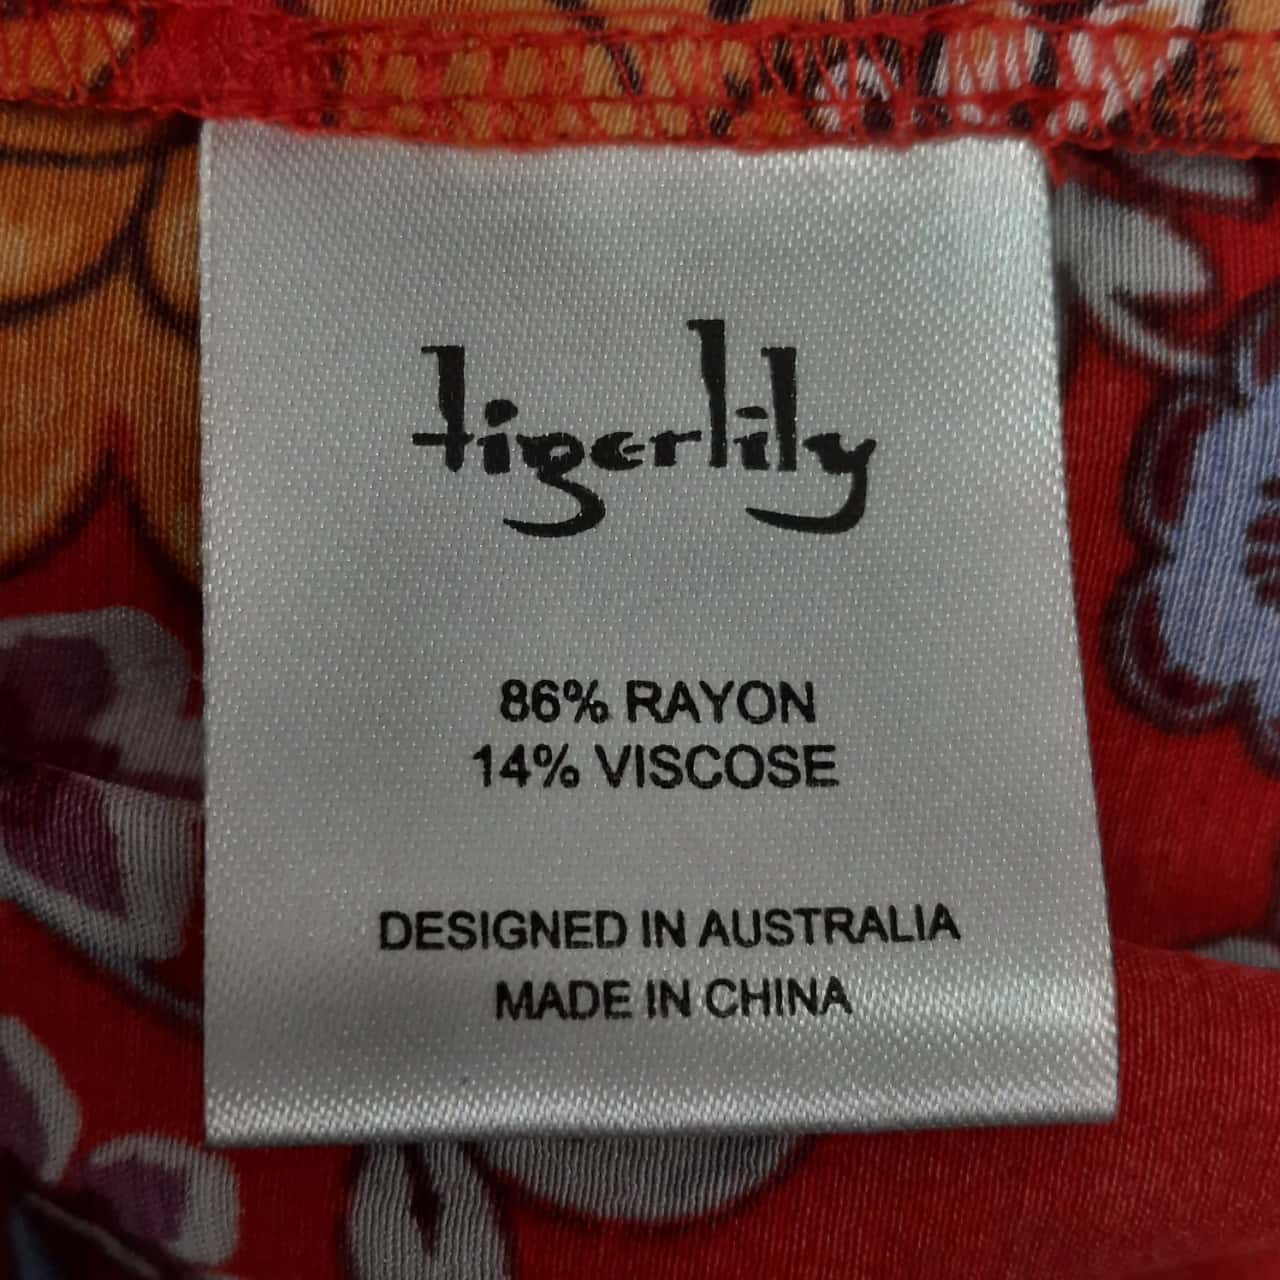 tigerlily
86% RAYON
14% VISCOSE
DESIGNED IN AUSTRALIA
MADE IN CHINA